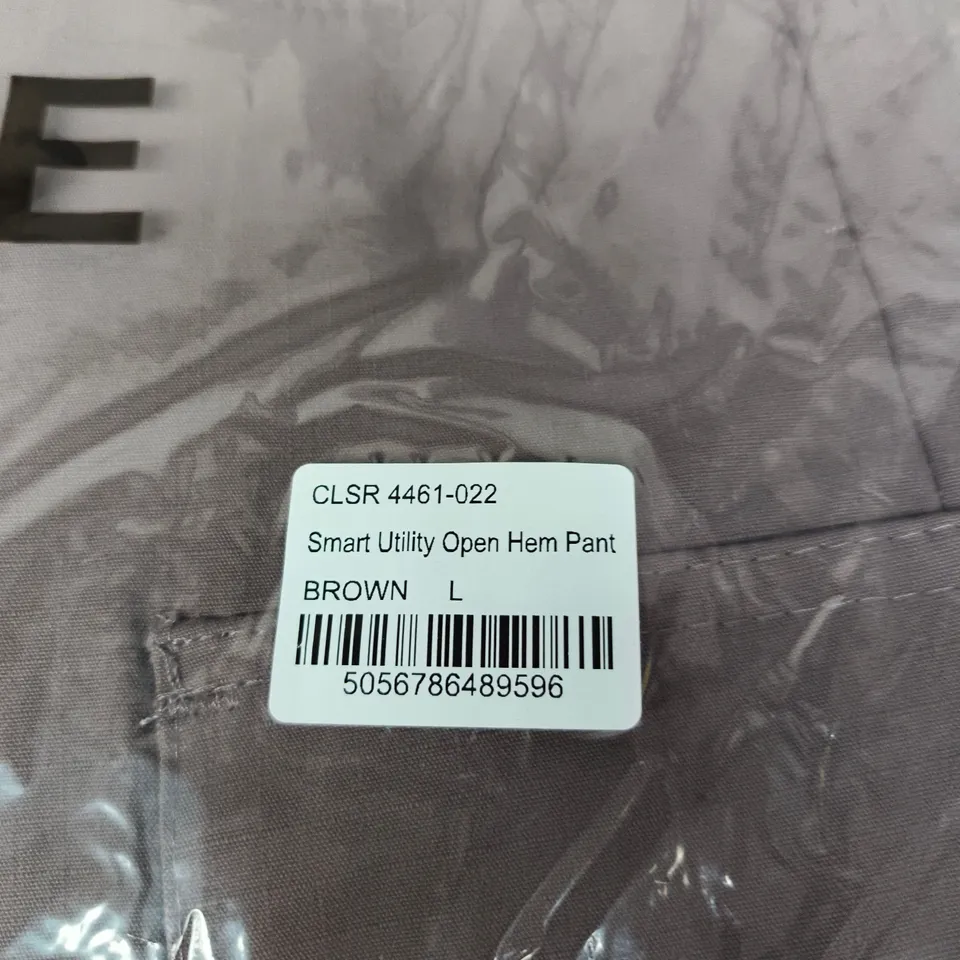 E
CLSR 4461-022
Smart Utility Open Hem Pant
BROWN L
5056786489596